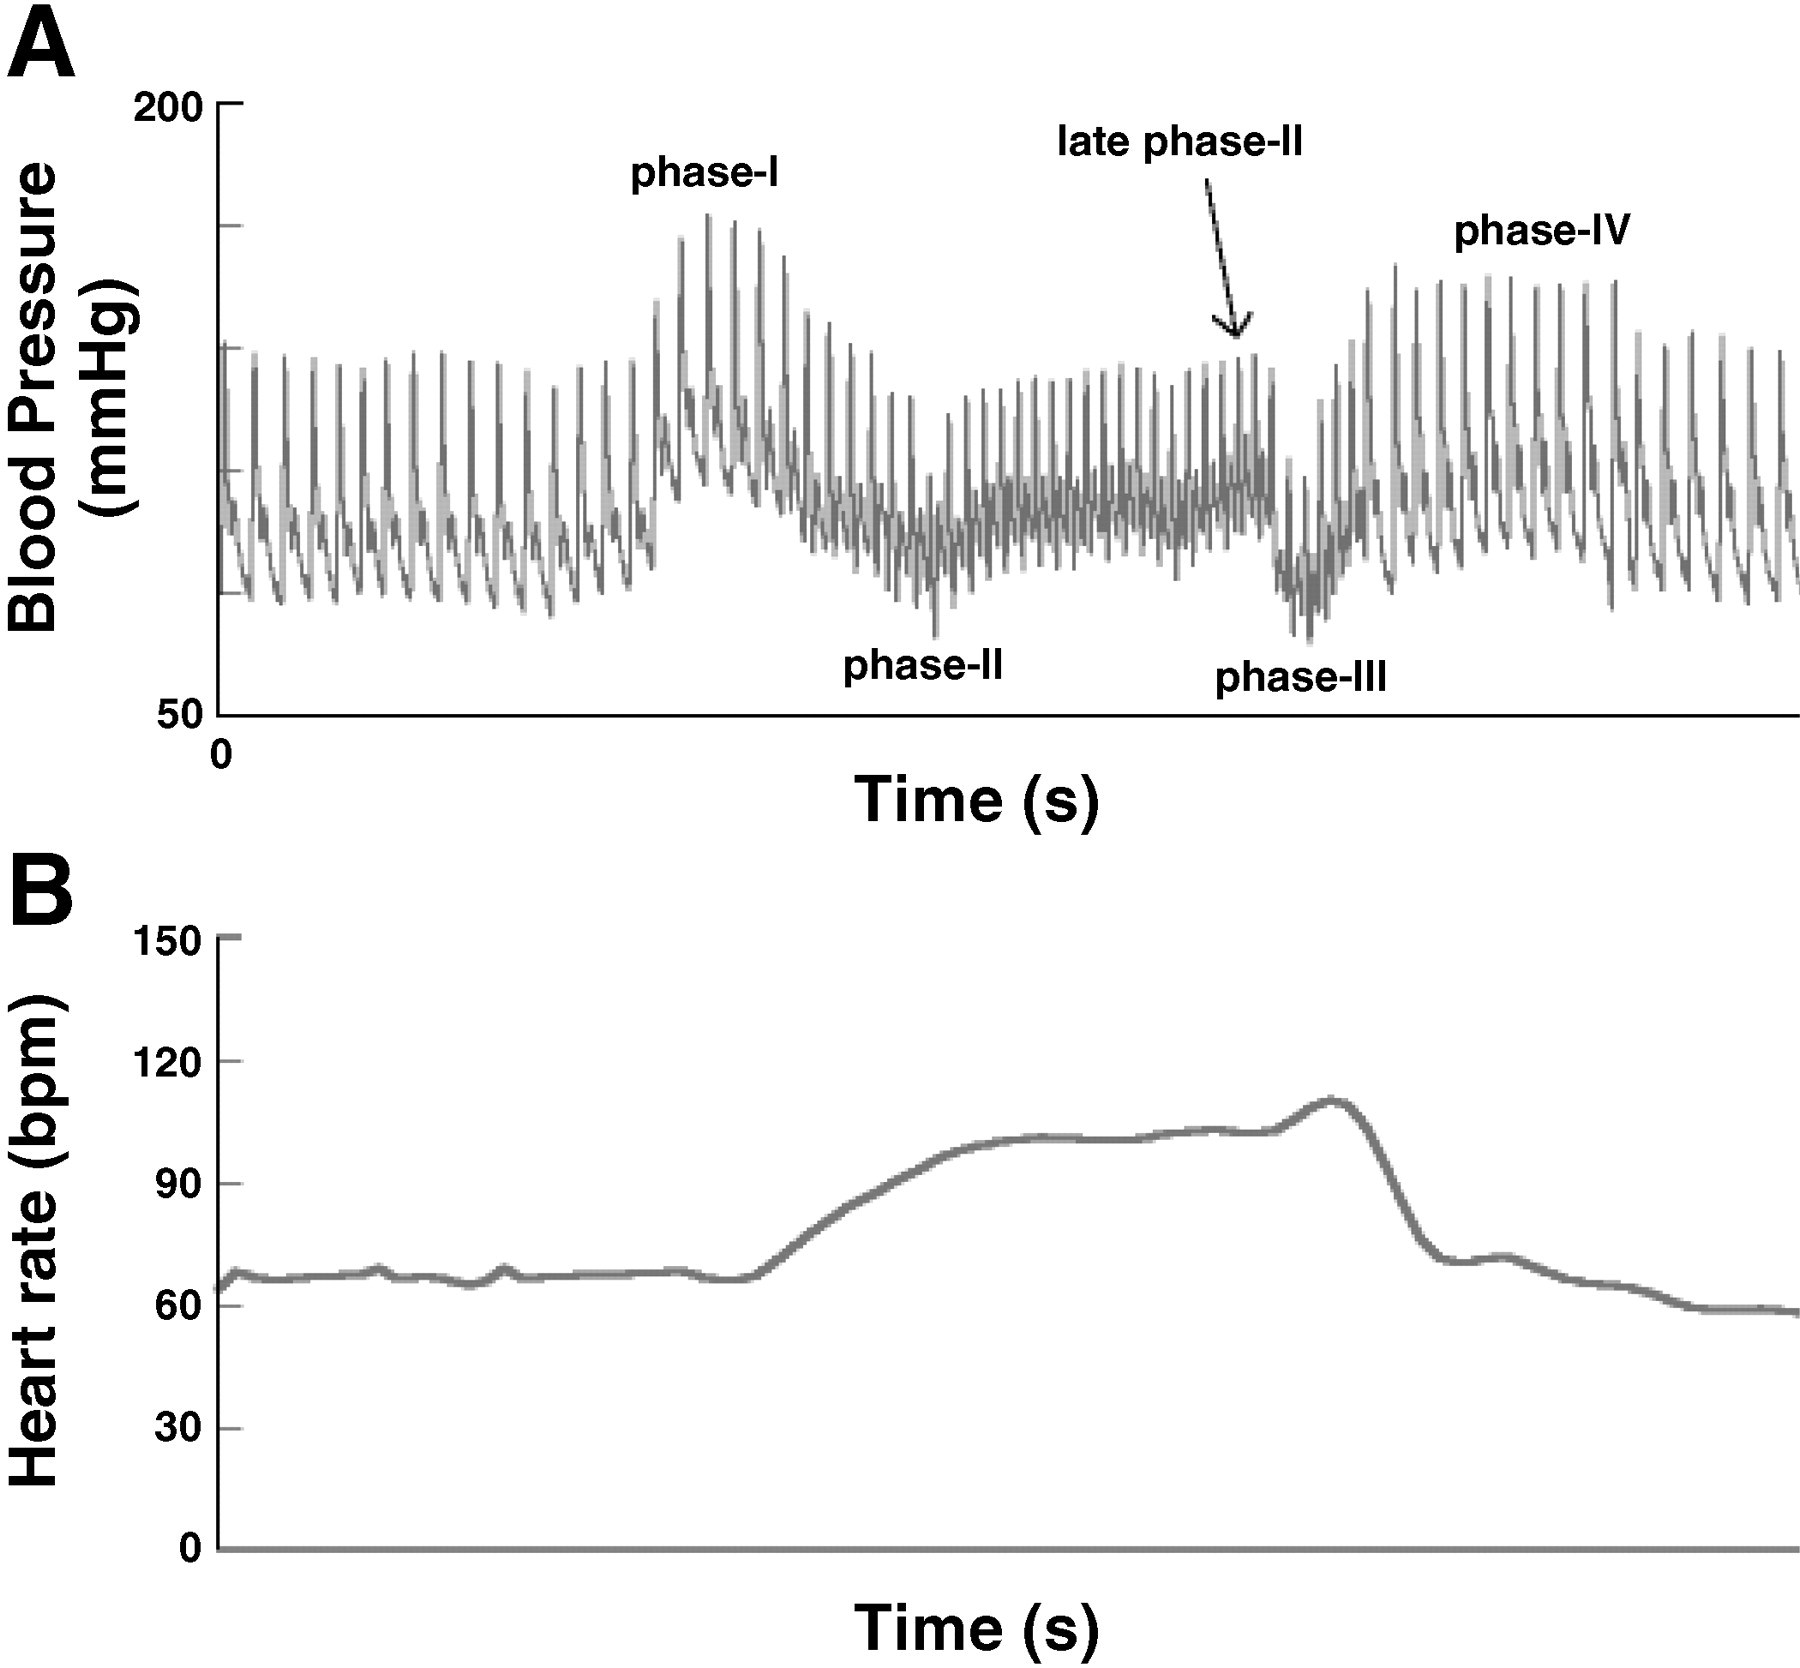 A
200
phase-I
late phase-II
phase-IV
Blood Pressure
(mmHg)
phase-II
phase-III
50
0
Time (s)
B
150
120
90
60
30
0
Heart rate (bpm)
Time (s)